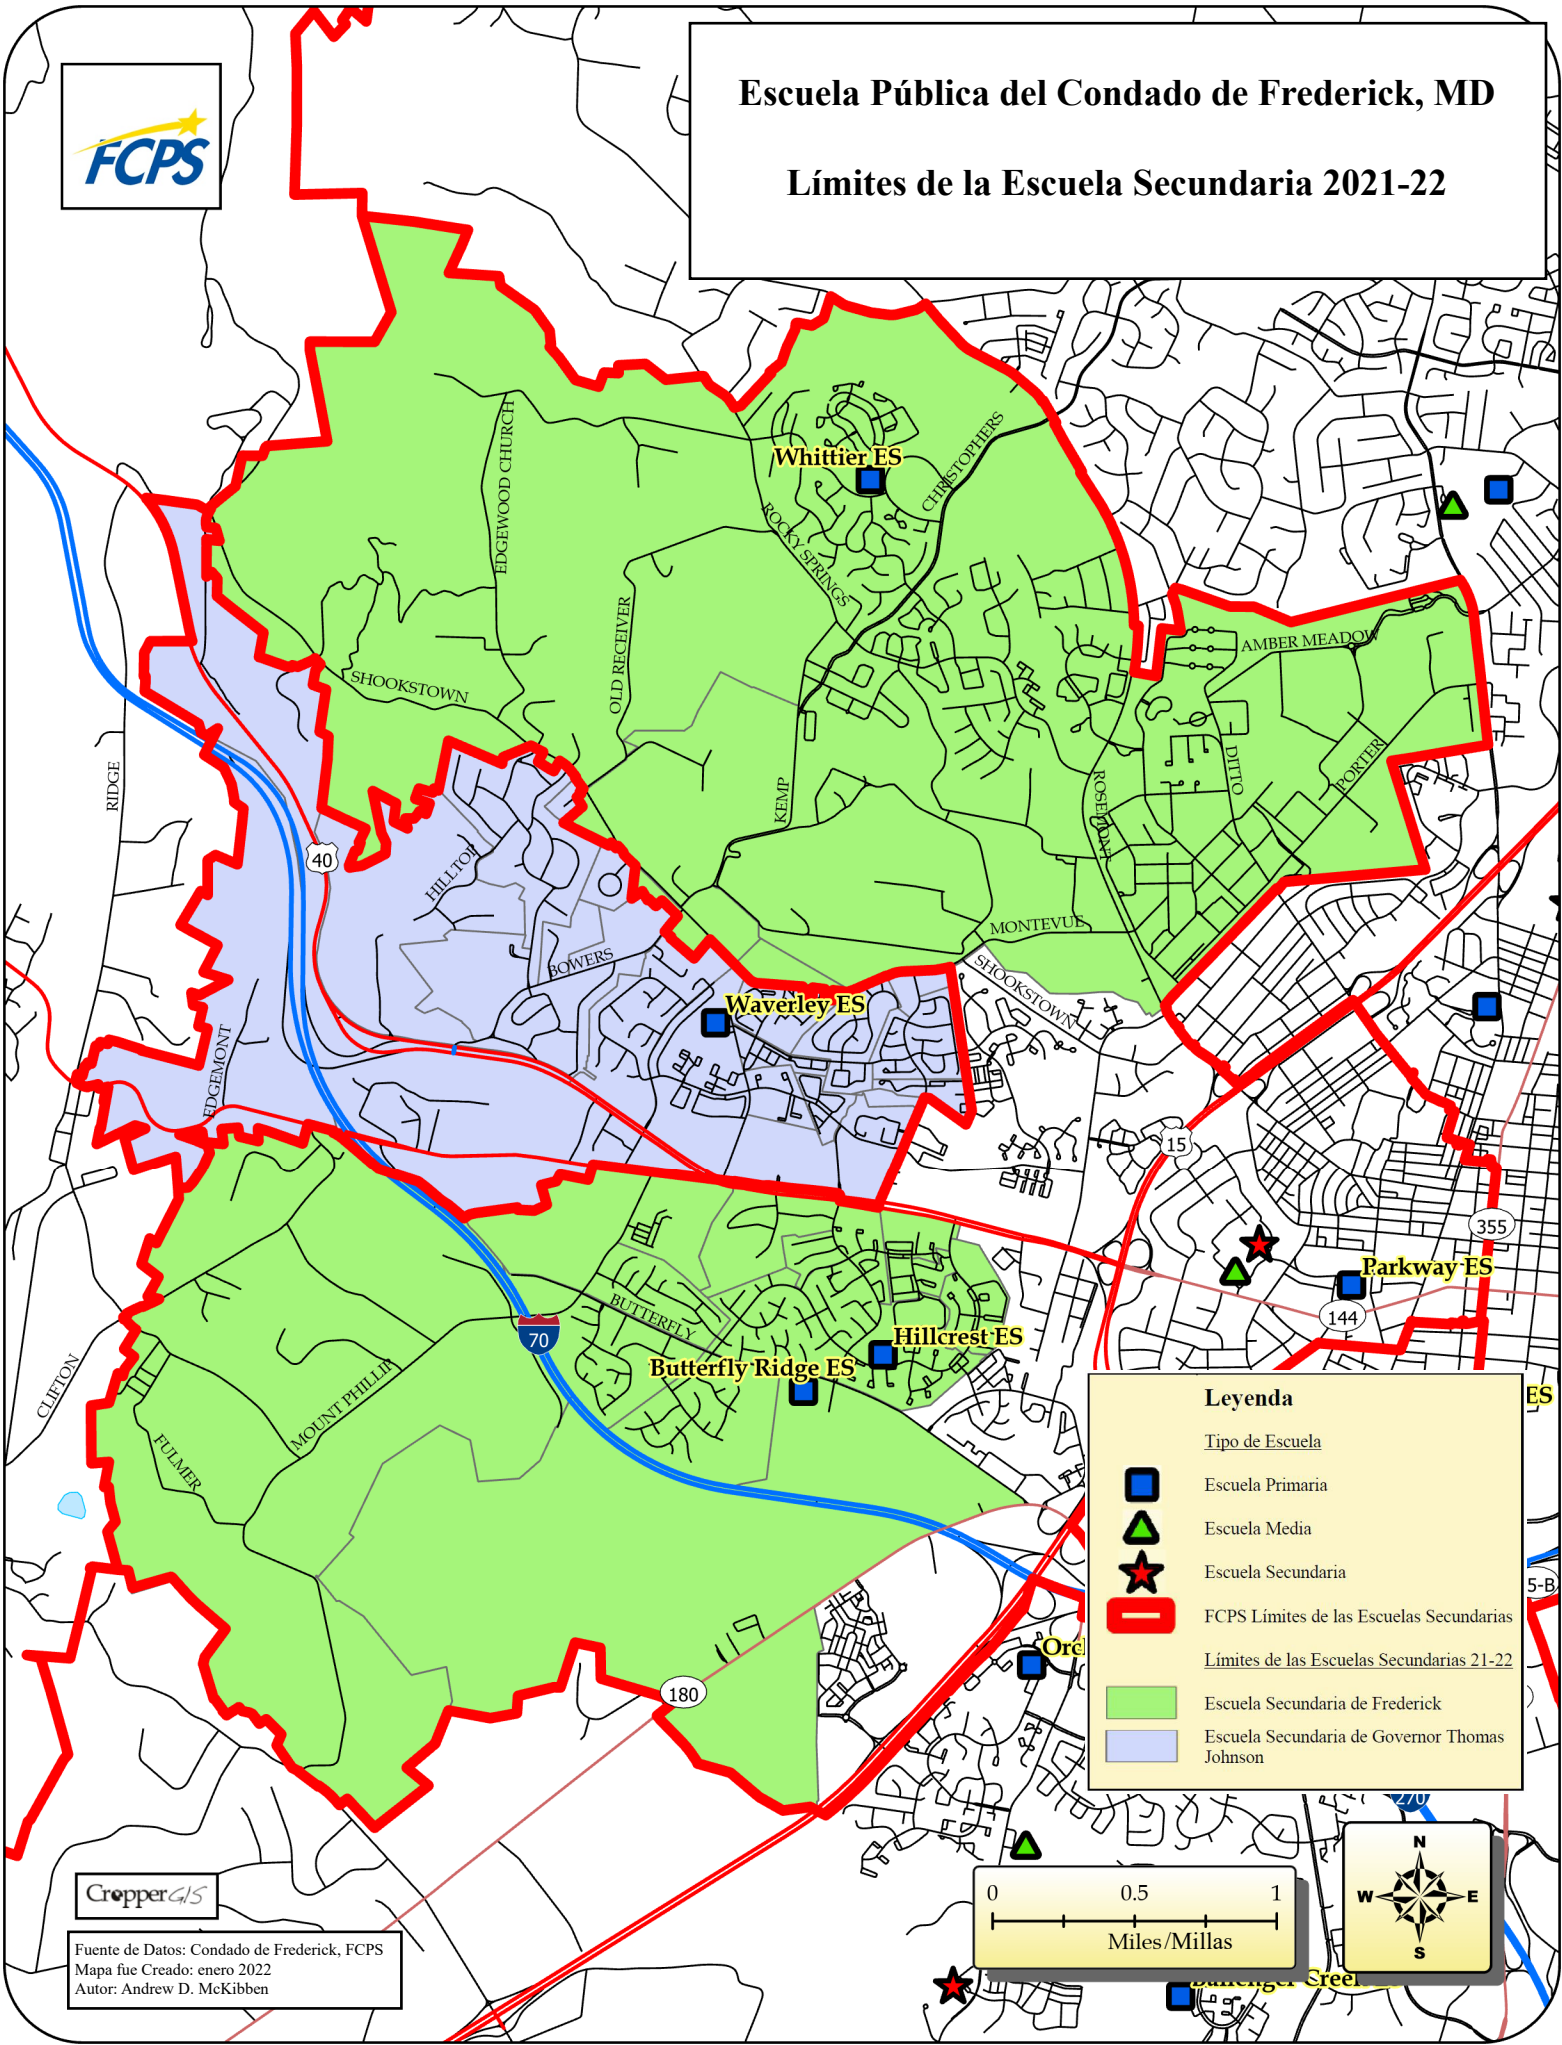 Escuela Pública del Condado de Frederick, MD
Límites de la Escuela Secundaria 2021-22
FCPS
Whittier ES
CHRISTOPHERS
EDGEWOOD CHURCH
ROCKY SPRINGS
OLD RECEIVER
AMBER MEADOW
SHOOKSTOWN
DITTO
PORTER
RIDGE
KEMP
ROSEMONT
40
HILLTOP
MONTEVUE
BOWERS
SHOOKSTOWN
Waverley ES
EDGEMONT
15
355
Parkway ES
144
BUTTERFLY
70
Hillcrest ES
Butterfly Ridge ES
CLIFTON
MOUNT PHILLIP
FULMER
ES
Leyenda
Tipo de Escuela
Escuela Primaria
Escuela Media
Escuela Secundaria
FCPS Límites de las Escuelas Secundarias
Límites de las Escuelas Secundarias 21-22
Escuela Secundaria de Frederick
Escuela Secundaria de Governor Thomas
Johnson
5-B
180
270
N
W E
S
0 0.5 1
Miles/Millas
CropperGIS
Fuente de Datos: Condado de Frederick, FCPS
Mapa fue Creado: enero 2022
Autor: Andrew D. McKibben